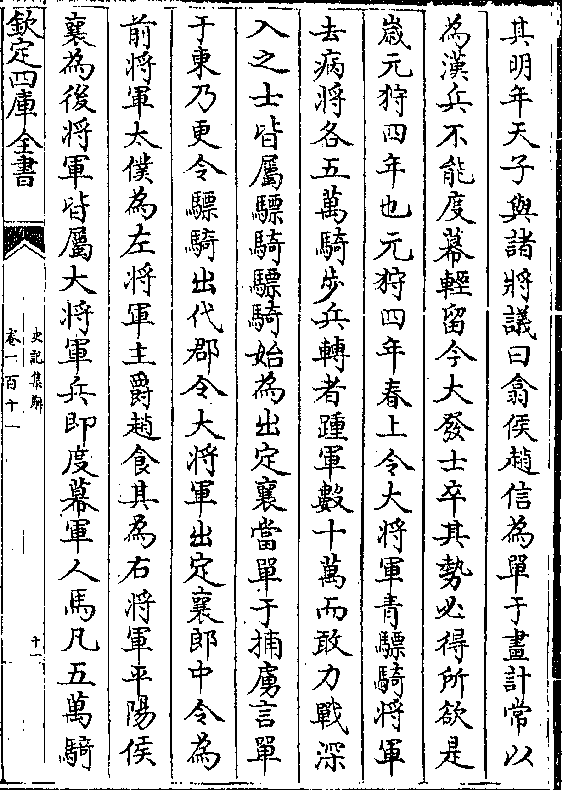 其明年天子與諸將議曰翕侯趙信為單于畫計常以
為漢兵不能度幕輕留今大發士卒其勢必得所欲是
嵗元狩四年也元狩四年春上令大將軍青驃騎將軍
去病將各五萬騎步兵轉者踵軍數十萬而敢力戰深
入之士皆屬驃騎驃騎始為出定襄當單于捕虜言單
于東乃更令驃騎出代郡令大將軍出定襄郎中令為
前將軍太僕為左將軍主爵趙食其為右將軍平陽侯
襄為後將軍皆屬大將軍兵即度幕軍人馬凡五萬騎
欽定四庫全書
史記集解
卷一百十一
十一